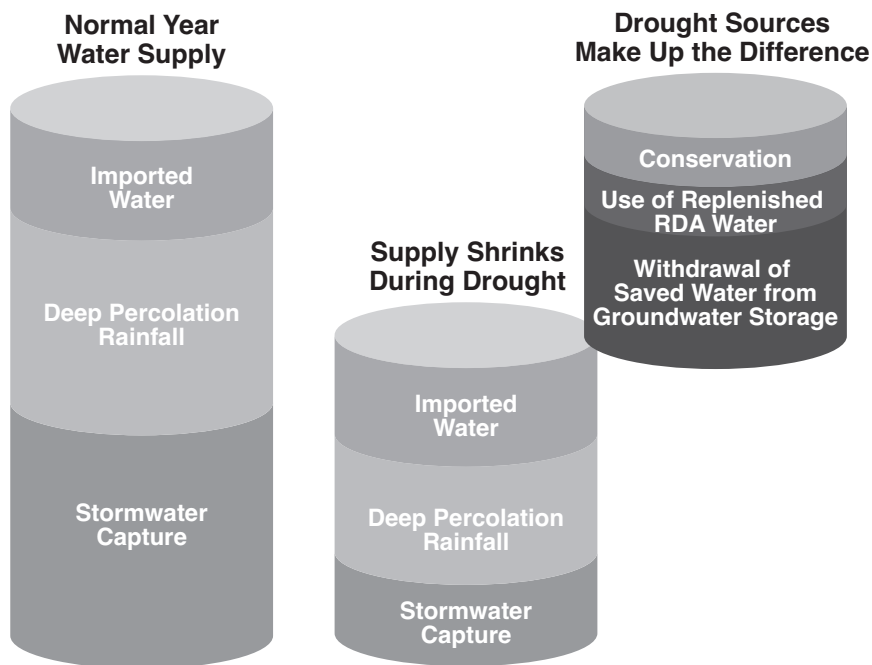 Normal Year
Water Supply
Imported
Water
Deep Percolation
Rainfall
Stormwater
Capture
Supply Shrinks
During Drought
Imported
Water
Deep Percolation
Rainfall
Stormwater
Capture
Drought Sources
Make Up the Difference
Conservation
Use of Replenished
RDA Water
Withdrawal of
Saved Water from
Groundwater Storage